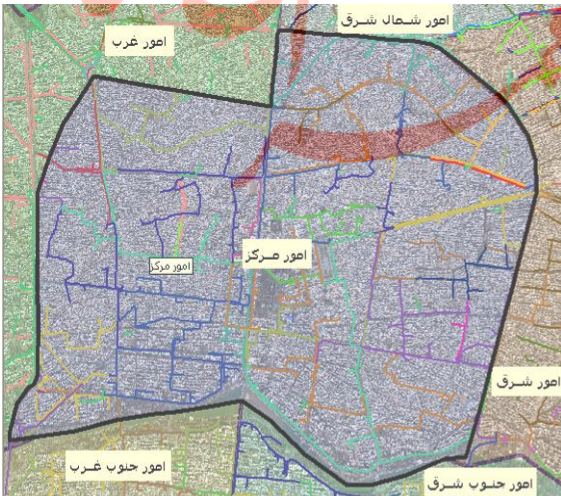 امور شمال شرق
امور غرب
امور مرکز
امور مرکز
امور شرق
امور جنوب غرب
امور جنوب شرق